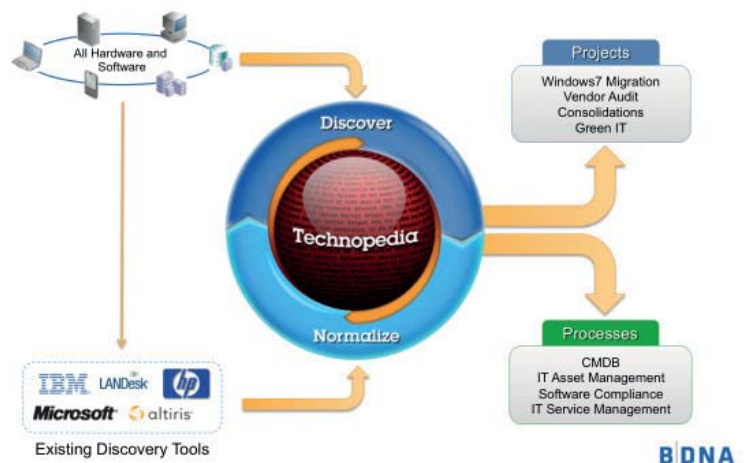 All Hardware and
Software
Discover
Technopedia
Normalize
Projects
Windows7 Migration
Vendor Audit
Consolidations
Green IT
Processes
CMDB
IT Asset Management
Software Compliance
IT Service Management
IBM LANDesk hp
Microsoft altiris
Existing Discovery Tools
BDNA